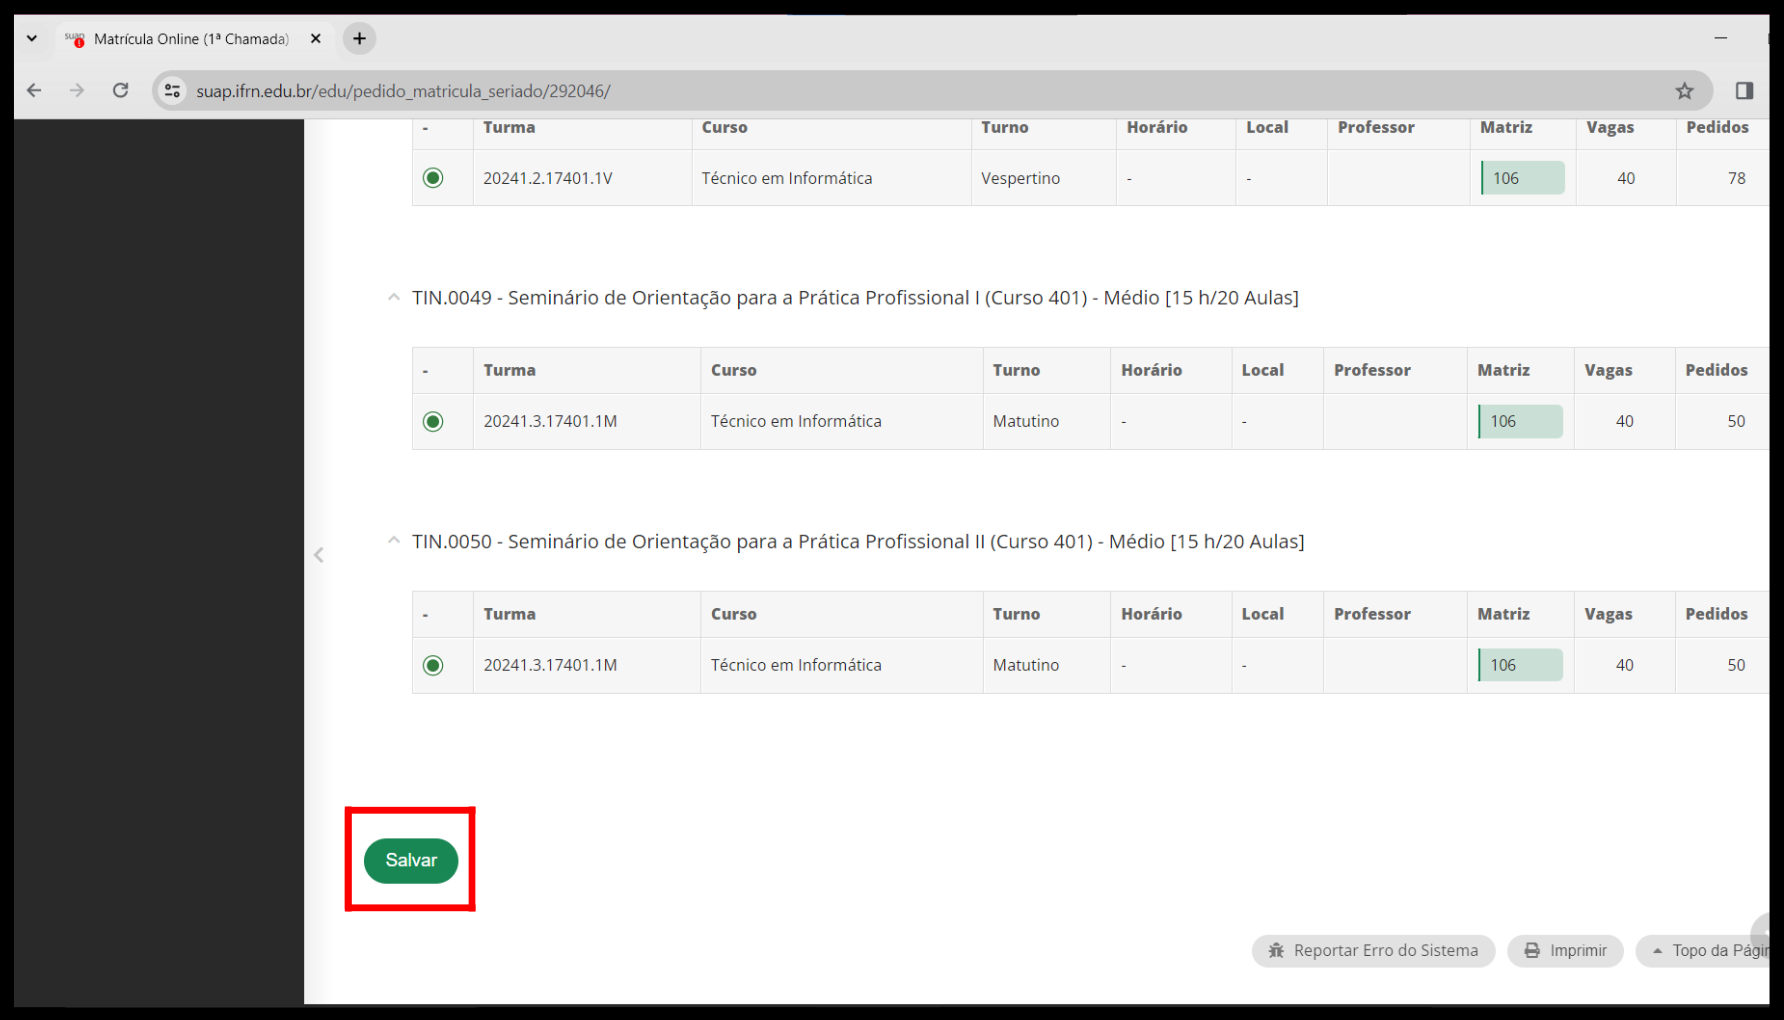 suap
Matrícula Online (1ª Chamada)
suap.ifrn.edu.br/edu/pedido_matricula_seriado/292046/
- Turma Curso Turno Horário Local Professor Matriz Vagas Pedidos
20241.2.17401.1V Técnico em Informática Vespertino - - 106 40 78
TIN.0049 - Seminário de Orientação para a Prática Profissional I (Curso 401) - Médio [15 h/20 Aulas]
- Turma Curso Turno Horário Local Professor Matriz Vagas Pedidos
20241.3.17401.1M Técnico em Informática Matutino - - 106 40 50
TIN.0050 - Seminário de Orientação para a Prática Profissional II (Curso 401) - Médio [15 h/20 Aulas]
- Turma Curso Turno Horário Local Professor Matriz Vagas Pedidos
20241.3.17401.1M Técnico em Informática Matutino - - 106 40 50
Salvar
Reportar Erro do Sistema Imprimir Topo da Págin